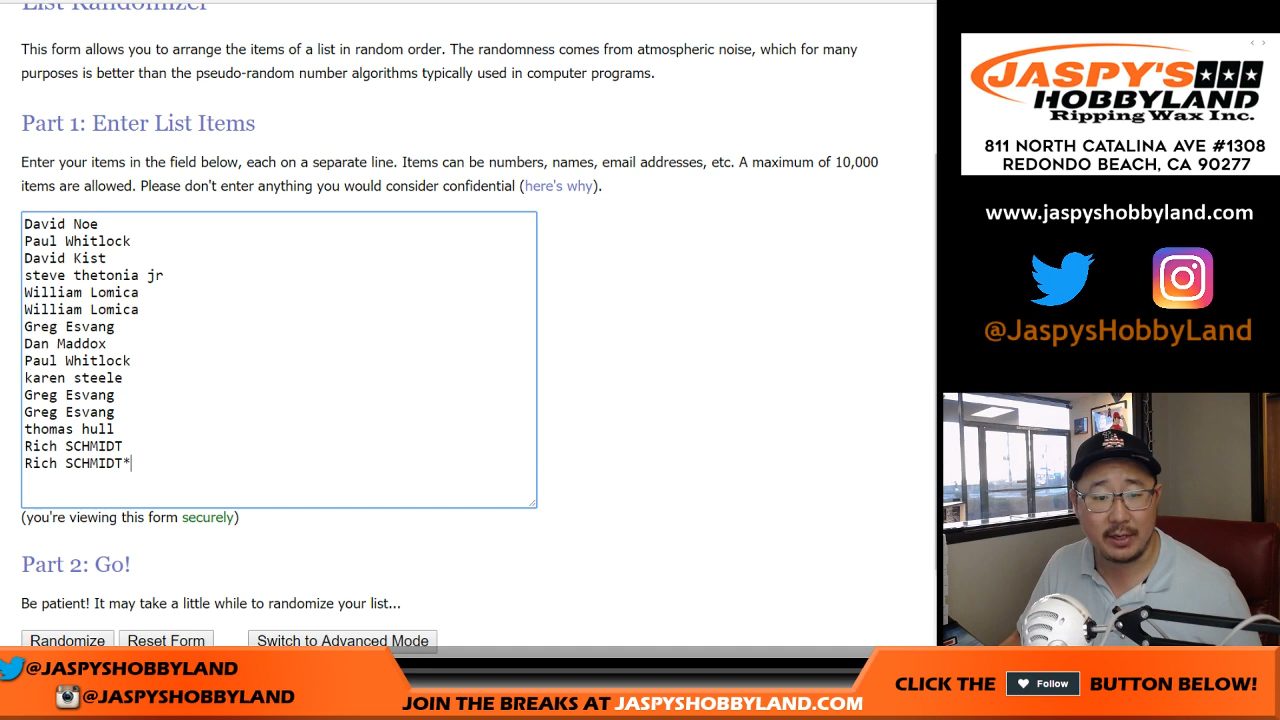 List Randomizer
This form allows you to arrange the items of a list in random order. The randomness comes from atmospheric noise, which for many
purposes is better than the pseudo-random number algorithms typically used in computer programs.
Part 1: Enter List Items
Enter your items in the field below, each on a separate line. Items can be numbers, names, email addresses, etc. A maximum of 10,000
items are allowed. Please don't enter anything you would consider confidential (here's why).
David Noe
Paul Whitlock
David Kist
steve thetonia jr
William Lomica
William Lomica
Greg Esvang
Dan Maddox
Paul Whitlock
karen steele
Greg Esvang
Greg Esvang
thomas hull
Rich SCHMIDT
Rich SCHMIDT*
(you're viewing this form securely)
Part 2: Go!
Be patient! It may take a little while to randomize your list...
Randomize
Reset Form
Switch to Advanced Mode
JASPY'S
HOBBYLAND
Ripping Wax Inc.
811 NORTH CATALINA AVE #1308
REDONDO BEACH, CA 90277
www.jaspyshobbyland.com
@JaspysHobbyLand
@JASPYSHOBBYLAND
@JASPYSHOBBYLAND
JOIN THE BREAKS AT JASPYSHOBBYLAND.COM
CLICK THE Follow BUTTON BELOW!